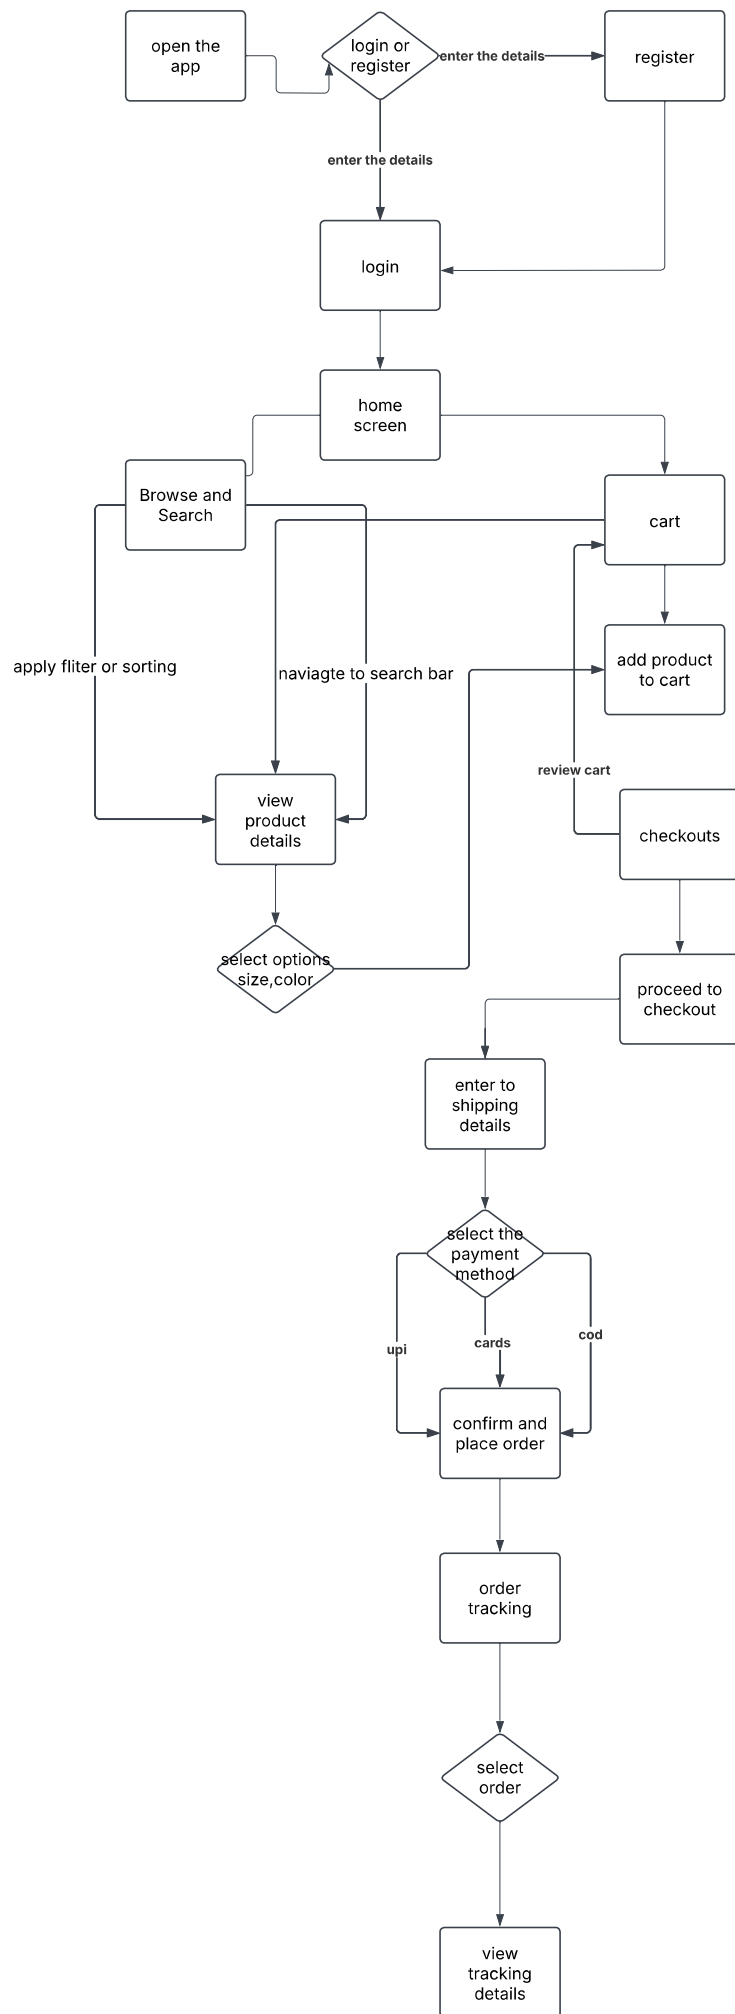 open the
app
login or
register
enter the details
register
enter the details
login
home
screen
Browse and
Search
cart
apply fliter or sorting
naviagte to search bar
add product
to cart
review cart
view
product
details
checkouts
select options
size,color
proceed to
checkout
enter to
shipping
details
select the
payment
method
upi
cards
cod
confirm and
place order
order
tracking
select
order
view
tracking
details